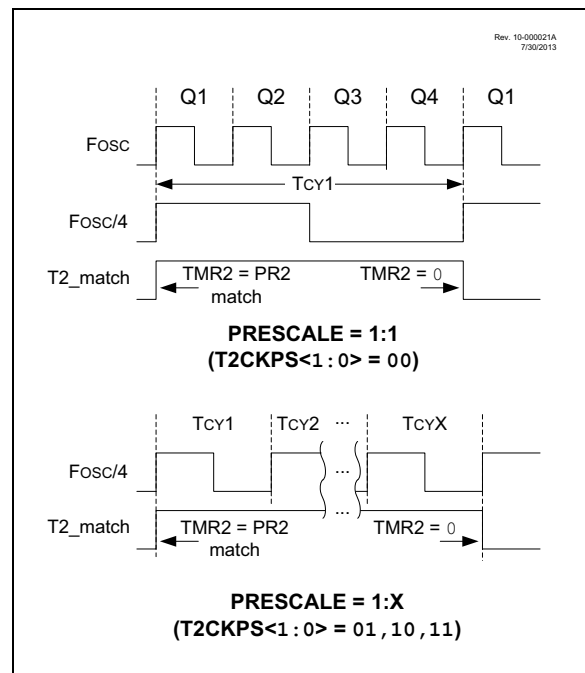 Rev. 10-000021A
7/30/2013
Q1 Q2 Q3 Q4 Q1
FOSC
TCY1
FOSC/4
T2_match
TMR2 = PR2
match
TMR2 = 0
PRESCALE = 1:1
(T2CKPS<1:0> = 00)
TCY1 TCY2 ... TCYX
FOSC/4
...
T2_match
...
TMR2 = PR2
match
TMR2 = 0
PRESCALE = 1:X
(T2CKPS<1:0> = 01,10,11)